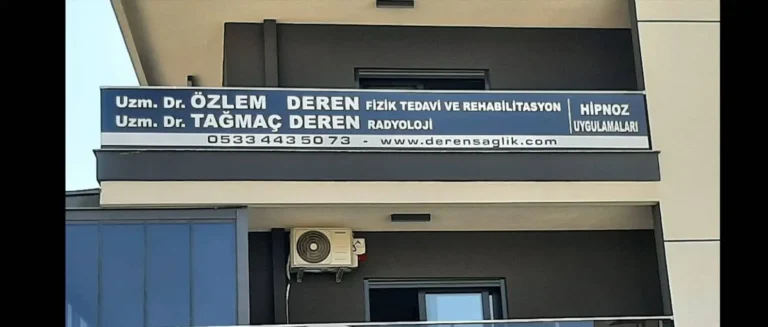 Uzm. Dr. ÖZLEM DEREN FİZİK TEDAVİ VE REHABİLİTASYON
Uzm. Dr. TAĞMAÇ DEREN RADYOLOJİ
HİPNOZ
UYGULAMALARI
0533 443 50 73 - www.derensaglik.com